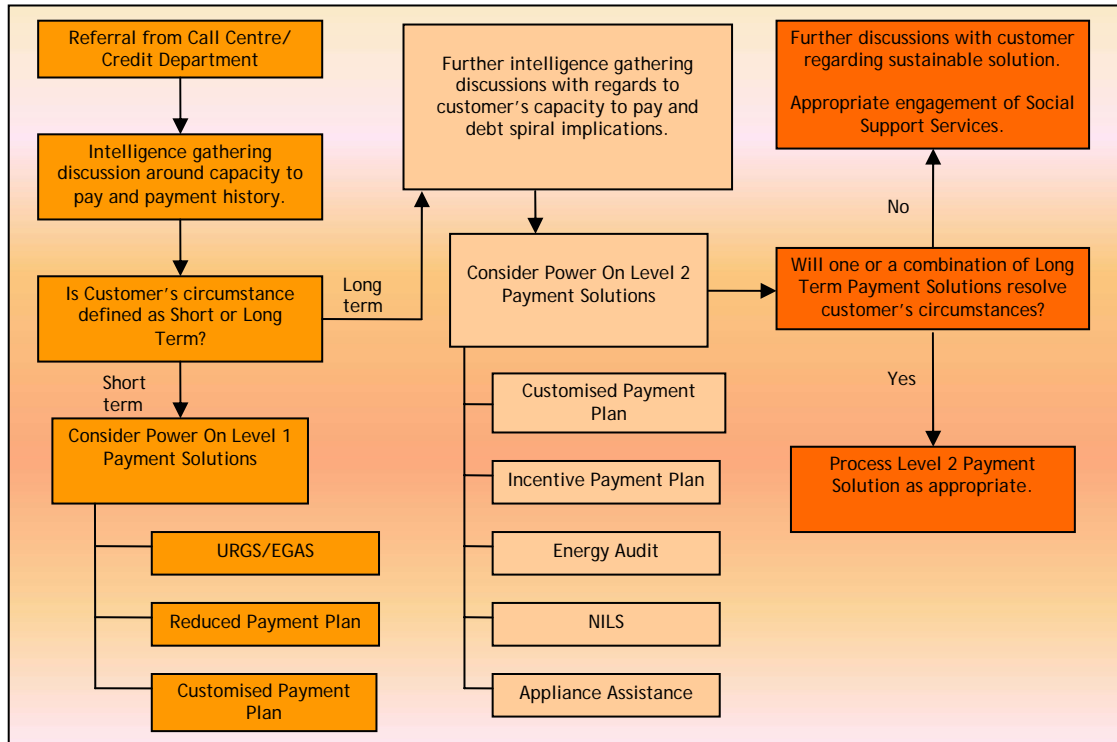 Referral from Call Centre/
Credit Department
Intelligence gathering
discussion around capacity to
pay and payment history.
Is Customer's circumstance
defined as Short or Long
Term?
Long
term
Short
term
Consider Power On Level 1
Payment Solutions
URGS/EGAS
Reduced Payment Plan
Customised Payment
Plan
Further intelligence gathering
discussions with regards to
customer's capacity to pay and
debt spiral implications.
Consider Power On Level 2
Payment Solutions
Customised Payment
Plan
Incentive Payment Plan
Energy Audit
NILS
Appliance Assistance
Further discussions with customer
regarding sustainable solution.
Appropriate engagement of Social
Support Services.
No
Will one or a combination of Long
Term Payment Solutions resolve
customer's circumstances?
Yes
Process Level 2 Payment
Solution as appropriate.